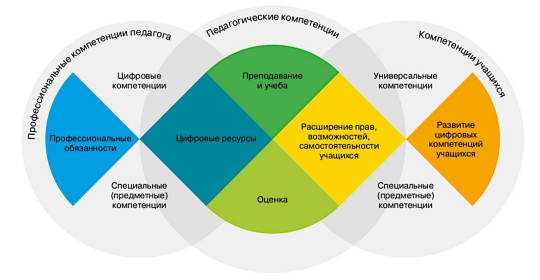 Профессиональные компетенции педагога
Педагогические компетенции
Компетенции учащихся
Цифровые
компетенции
Преподавание
и учеба
Универсальные
компетенции
Профессиональные
обязанности
Цифровые ресурсы
Расширение прав,
возможностей,
самостоятельности
учащихся
Развитие
цифровых
компетенций
учащихся
Специальные
(предметные)
компетенции
Оценка
Специальные
(предметные)
компетенции